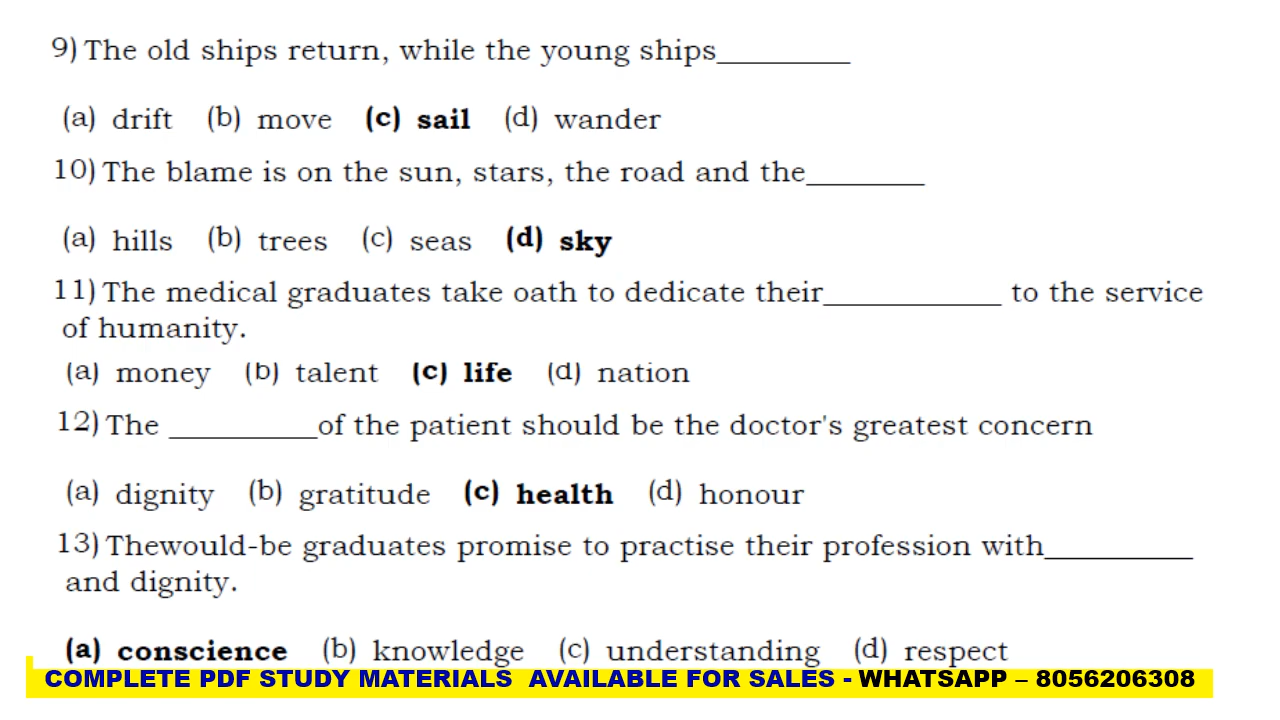 9) The old ships return, while the young ships_________
(a) drift (b) move (c) sail (d) wander
10) The blame is on the sun, stars, the road and the________
(a) hills (b) trees (c) seas (d) sky
11) The medical graduates take oath to dedicate their____________ to the service
of humanity.
(a) money (b) talent (c) life (d) nation
12) The __________of the patient should be the doctor's greatest concern
(a) dignity (b) gratitude (c) health (d) honour
13) Thewould-be graduates promise to practise their profession with__________
and dignity.
(a) conscience (b) knowledge (c) understanding (d) respect
COMPLETE PDF STUDY MATERIALS AVAILABLE FOR SALES - WHATSAPP – 8056206308